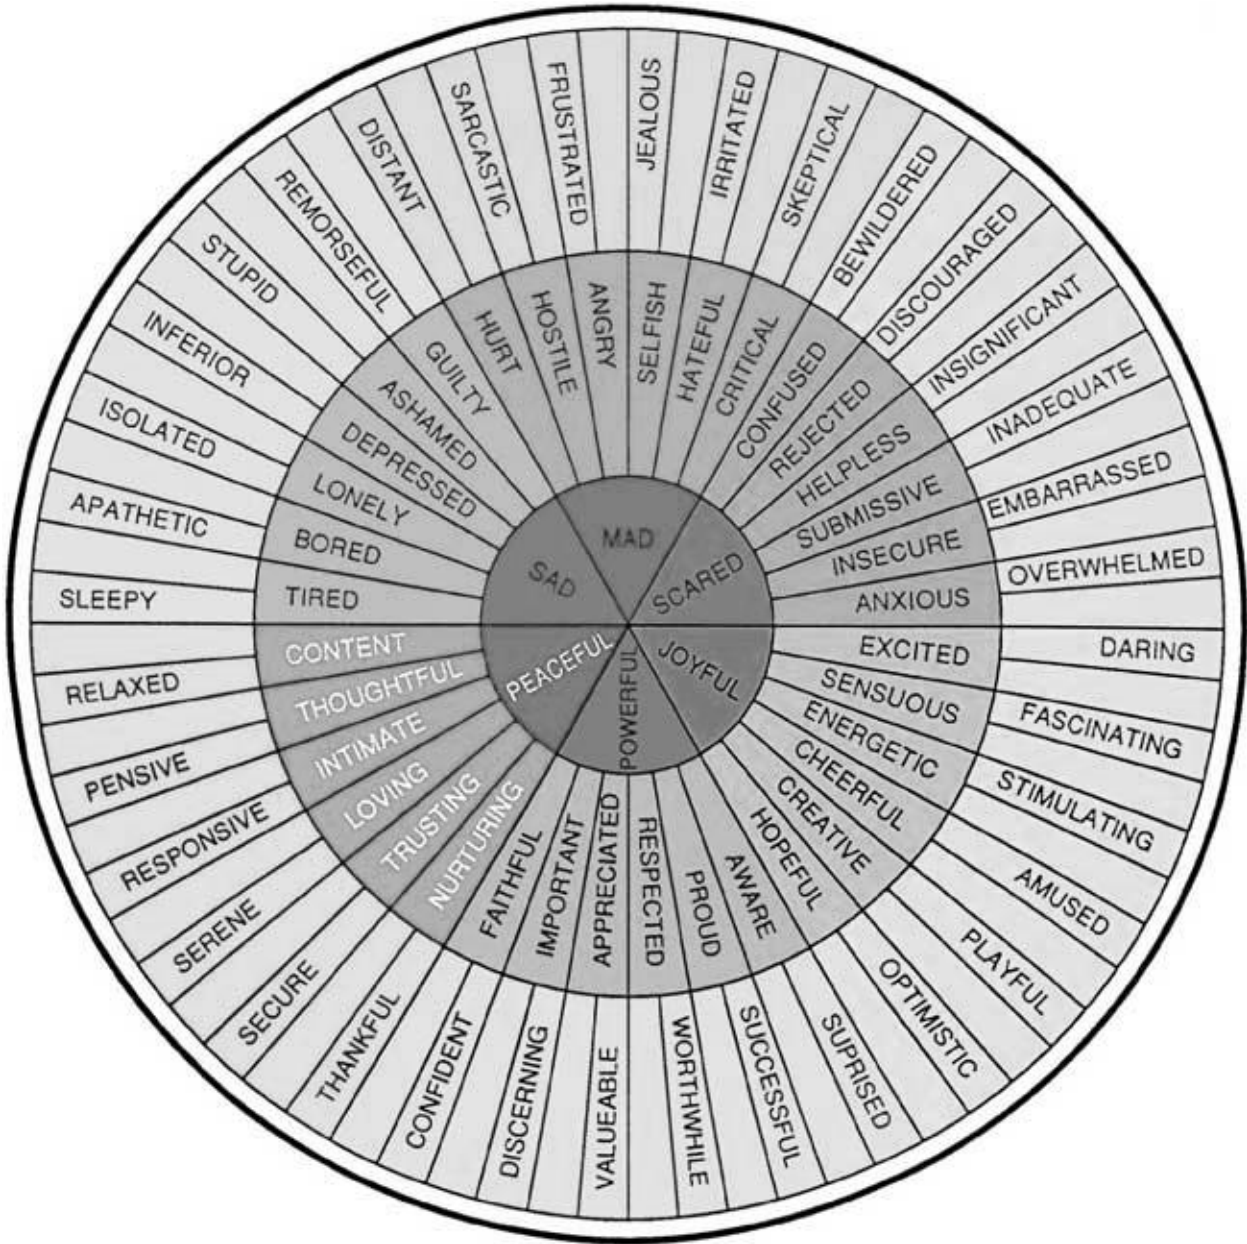 MAD
SCARED
JOYFUL
POWERFUL
PEACEFUL
SAD
HURT
HOSTILE
ANGRY
SELFISH
HATEFUL
CRITICAL
CONFUSED
REJECTED
HELPLESS
SUBMISSIVE
INSECURE
ANXIOUS
EXCITED
SENSUOUS
ENERGETIC
CHEERFUL
CREATIVE
HOPEFUL
AWARE
PROUD
RESPECTED
APPRECIATED
IMPORTANT
FAITHFUL
NURTURING
TRUSTING
LOVING
INTIMATE
THOUGHTFUL
CONTENT
TIRED
BORED
LONELY
DEPRESSED
ASHAMED
GUILTY
JEALOUS
IRRITATED
SKEPTICAL
BEWILDERED
DISCOURAGED
INSIGNIFICANT
INADEQUATE
EMBARRASSED
OVERWHELMED
DARING
FASCINATING
STIMULATING
AMUSED
PLAYFUL
OPTIMISTIC
SUPRISED
SUCCESSFUL
WORTHWHILE
VALUEABLE
DISCERNING
CONFIDENT
THANKFUL
SECURE
SERENE
RESPONSIVE
PENSIVE
RELAXED
SLEEPY
APATHETIC
ISOLATED
INFERIOR
STUPID
REMORSEFUL
DISTANT
SARCASTIC
FRUSTRATED